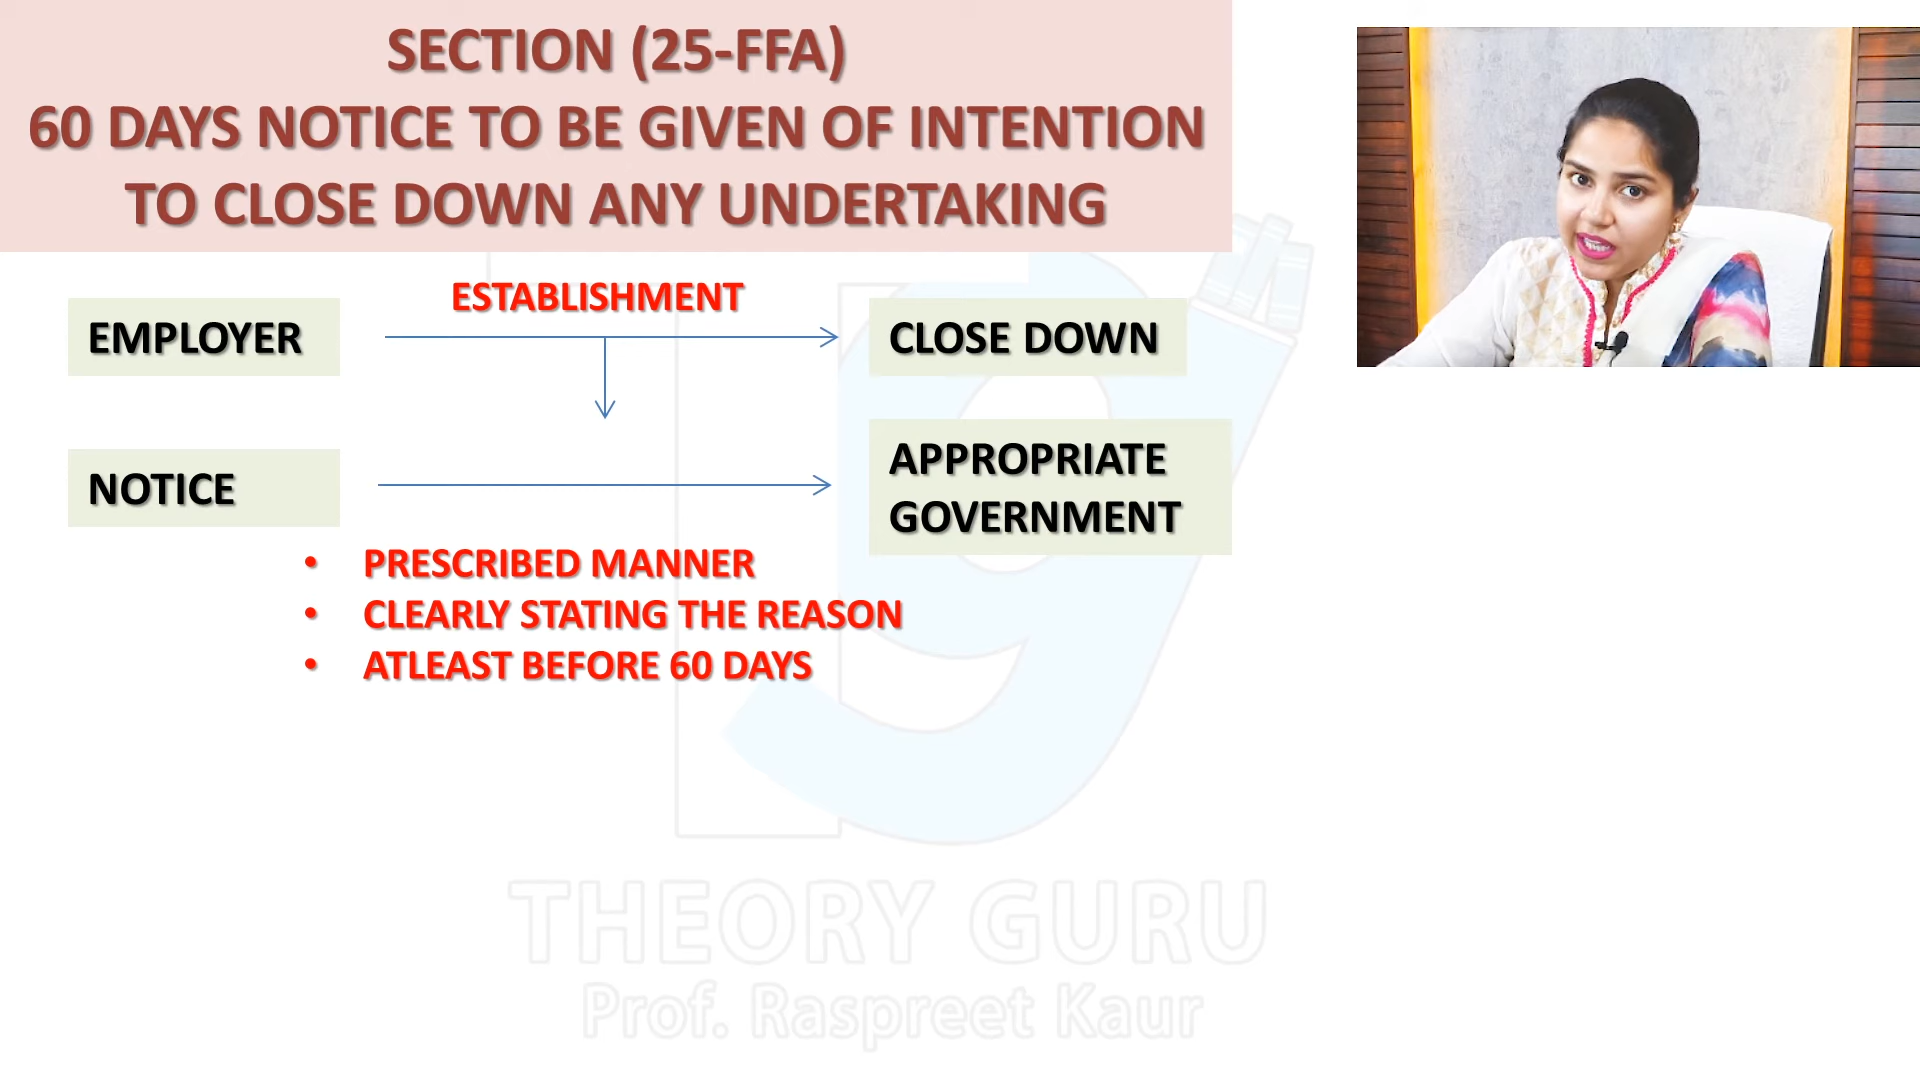 SECTION (25-FFA)
60 DAYS NOTICE TO BE GIVEN OF INTENTION
TO CLOSE DOWN ANY UNDERTAKING
ESTABLISHMENT
EMPLOYER
CLOSE DOWN
NOTICE
APPROPRIATE
GOVERNMENT
• PRESCRIBED MANNER
• CLEARLY STATING THE REASON
• ATLEAST BEFORE 60 DAYS
THEORY GURU
Prof. Raspreet Kaur